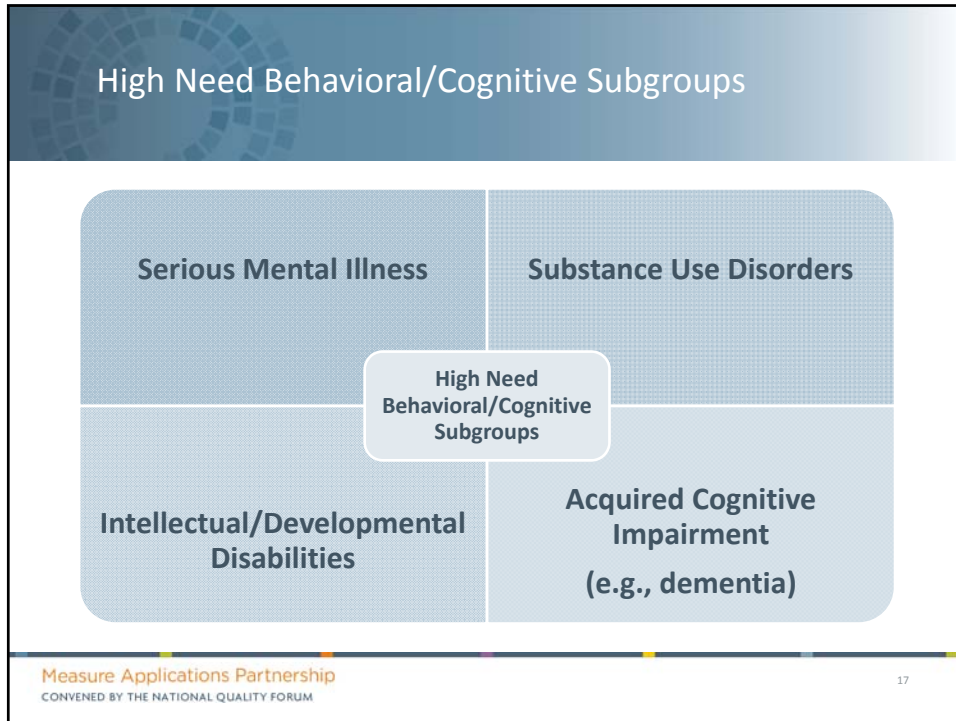 High Need Behavioral/Cognitive Subgroups
Serious Mental Illness
Substance Use Disorders
High Need
Behavioral/Cognitive
Subgroups
Intellectual/Developmental
Disabilities
Acquired Cognitive
Impairment
(e.g., dementia)
Measure Applications Partnership
CONVENED BY THE NATIONAL QUALITY FORUM
17